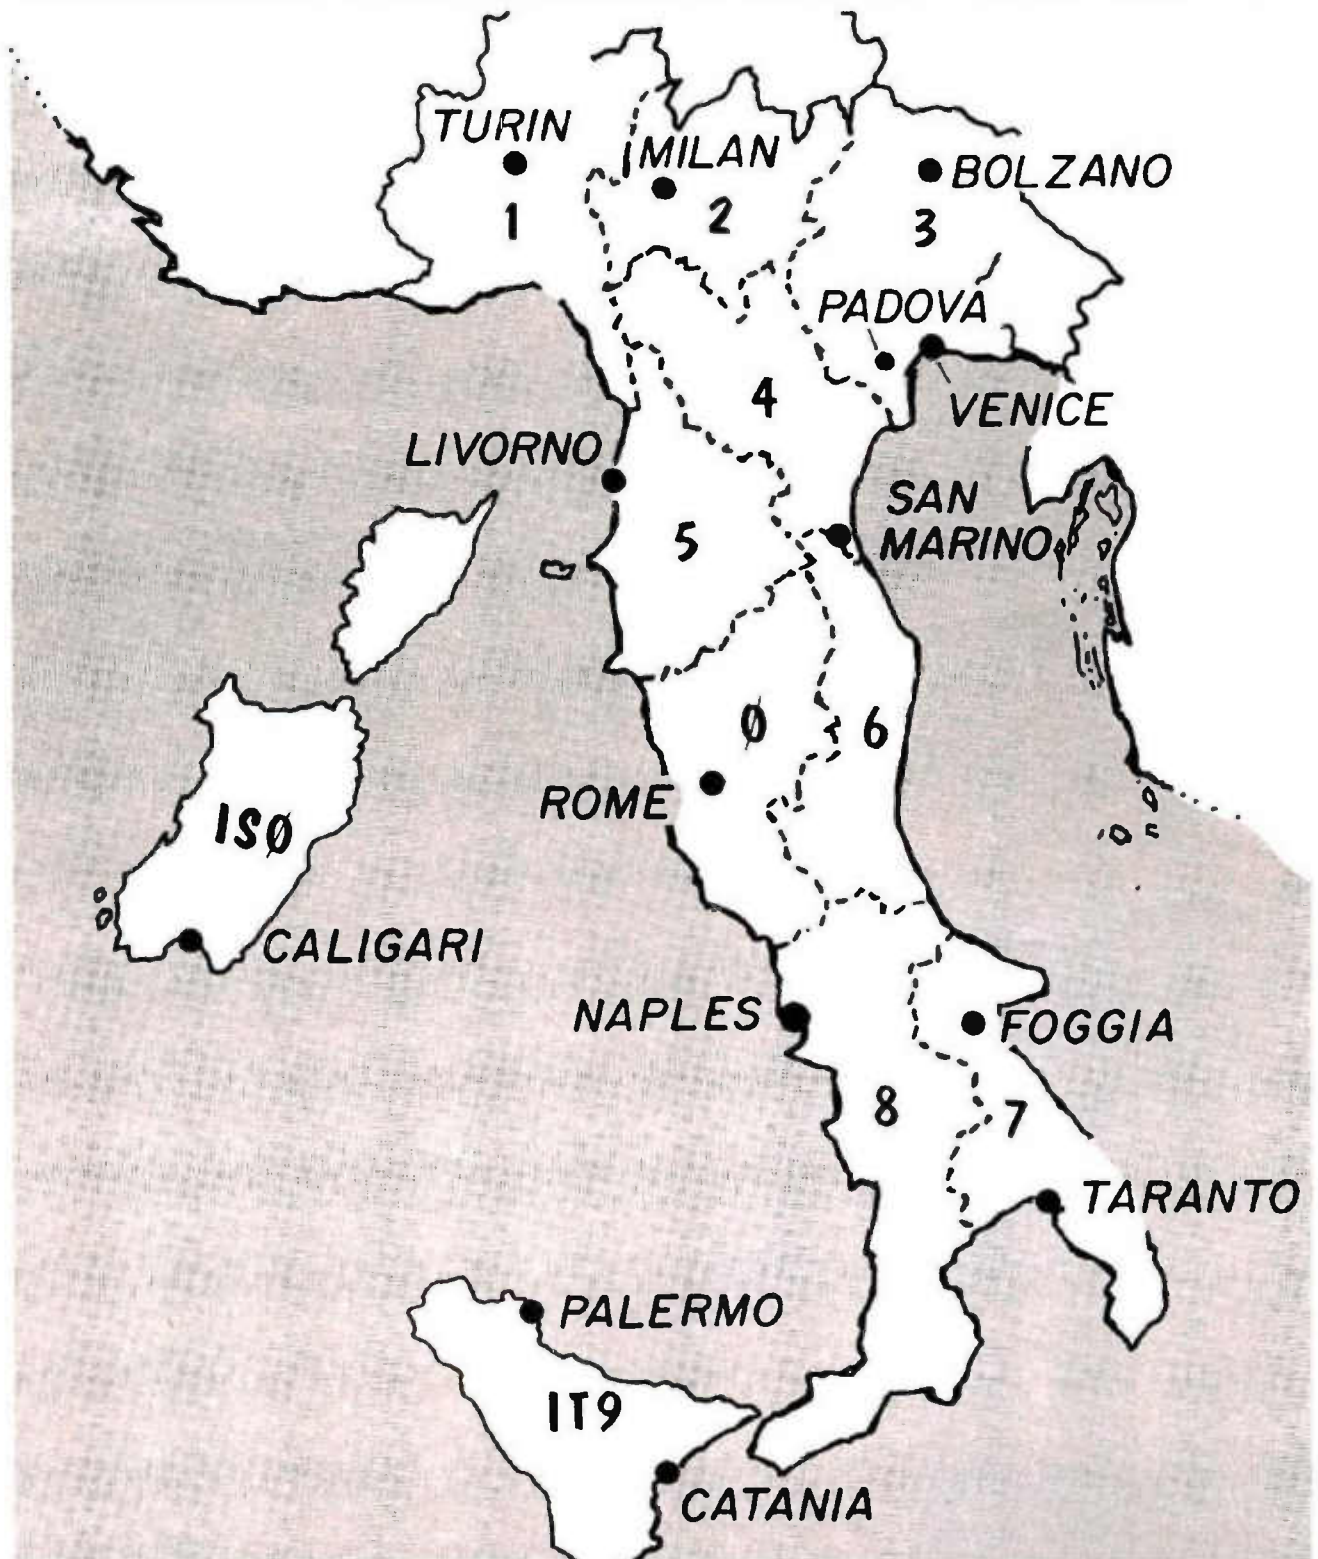 TURIN
MILAN
BOLZANO
1
2
3
PADOVA
4
VENICE
LIVORNO
SAN
MARINO
5
Ø
6
ROME
ISØ
CALIGARI
NAPLES
FOGGIA
8
7
TARANTO
PALERMO
IT9
CATANIA